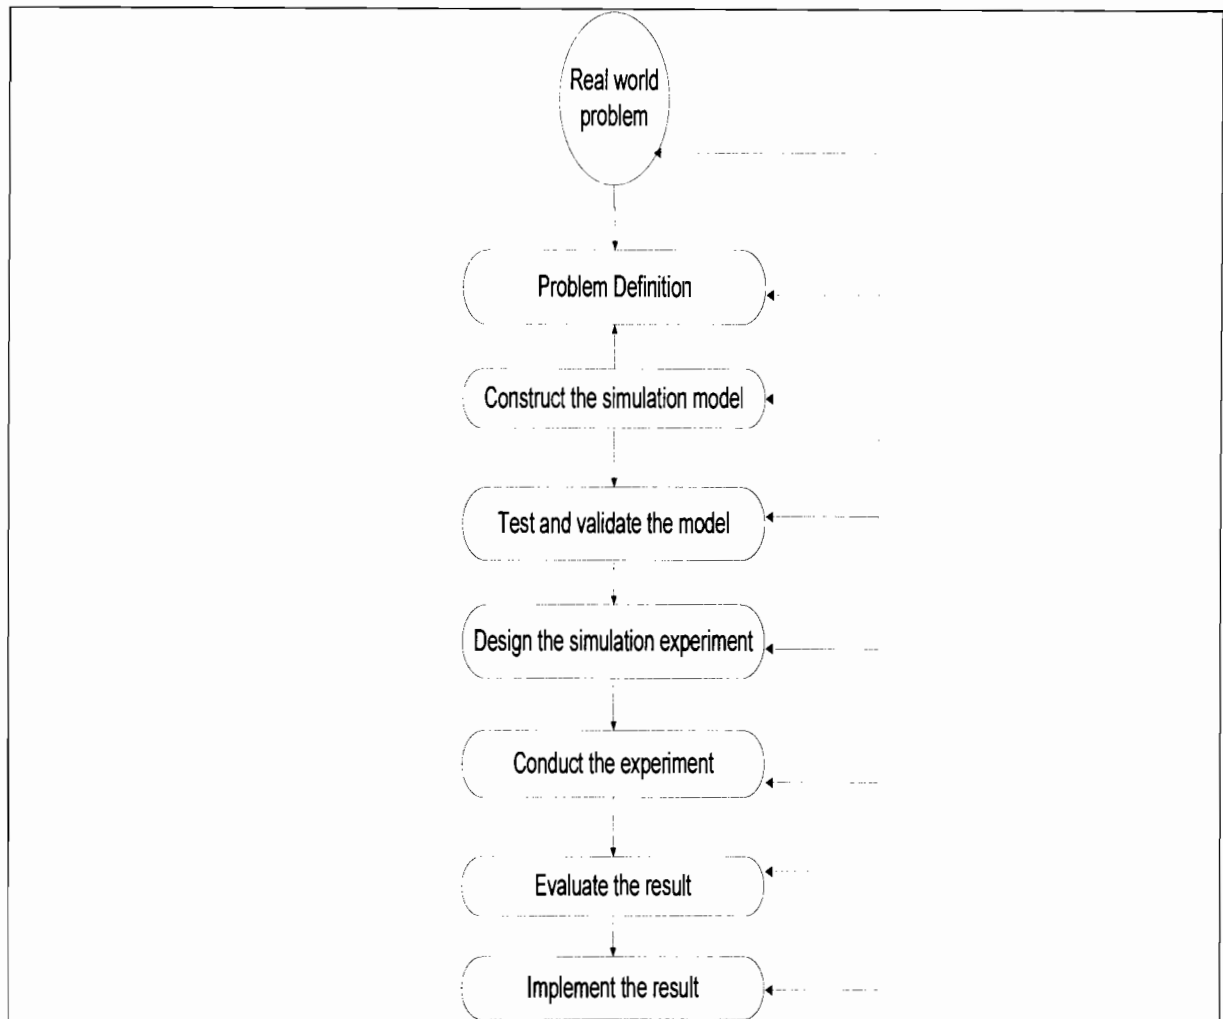 Real world
problem
Problem Definition
Construct the simulation model
Test and validate the model
Design the simulation experiment
Conduct the experiment
Evaluate the result
Implement the result